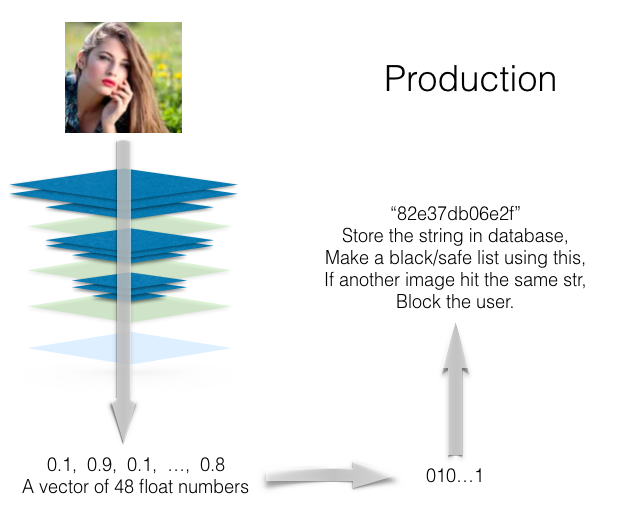 Production
“82e37db06e2f”
Store the string in database,
Make a black/safe list using this,
If another image hit the same str,
Block the user.
0.1, 0.9, 0.1, …, 0.8
A vector of 48 float numbers
010…1